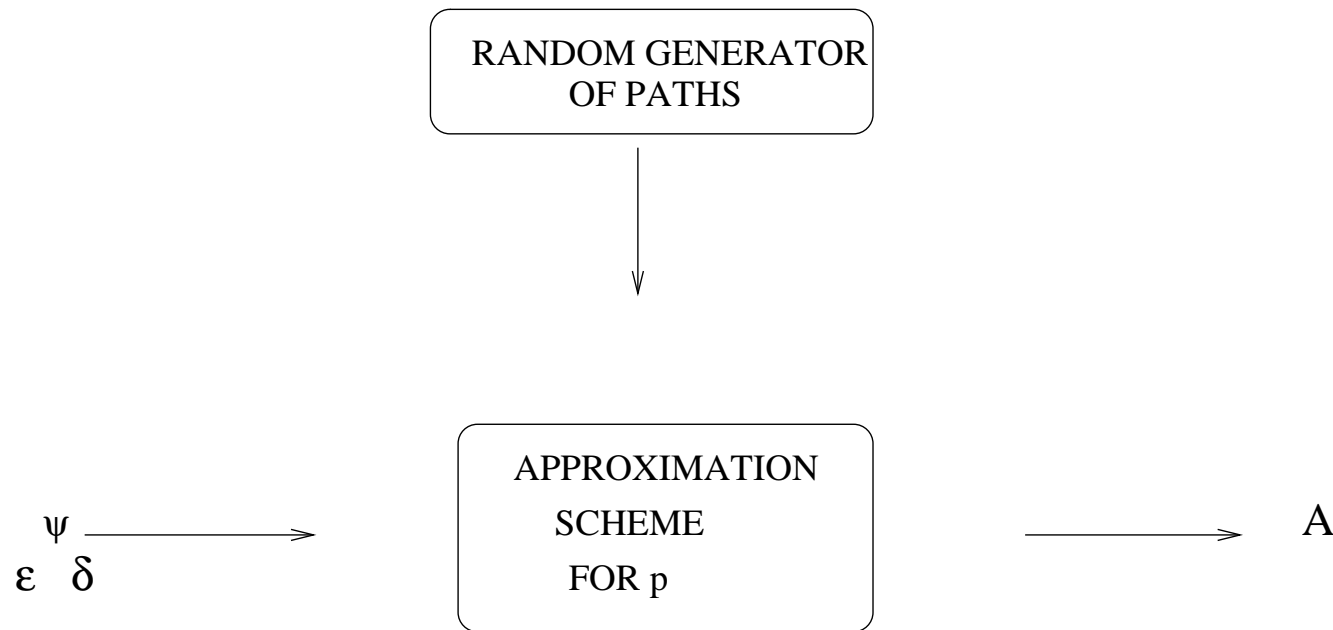 RANDOM GENERATOR
OF PATHS
APPROXIMATION
SCHEME
FOR p
ψ
ε δ
A